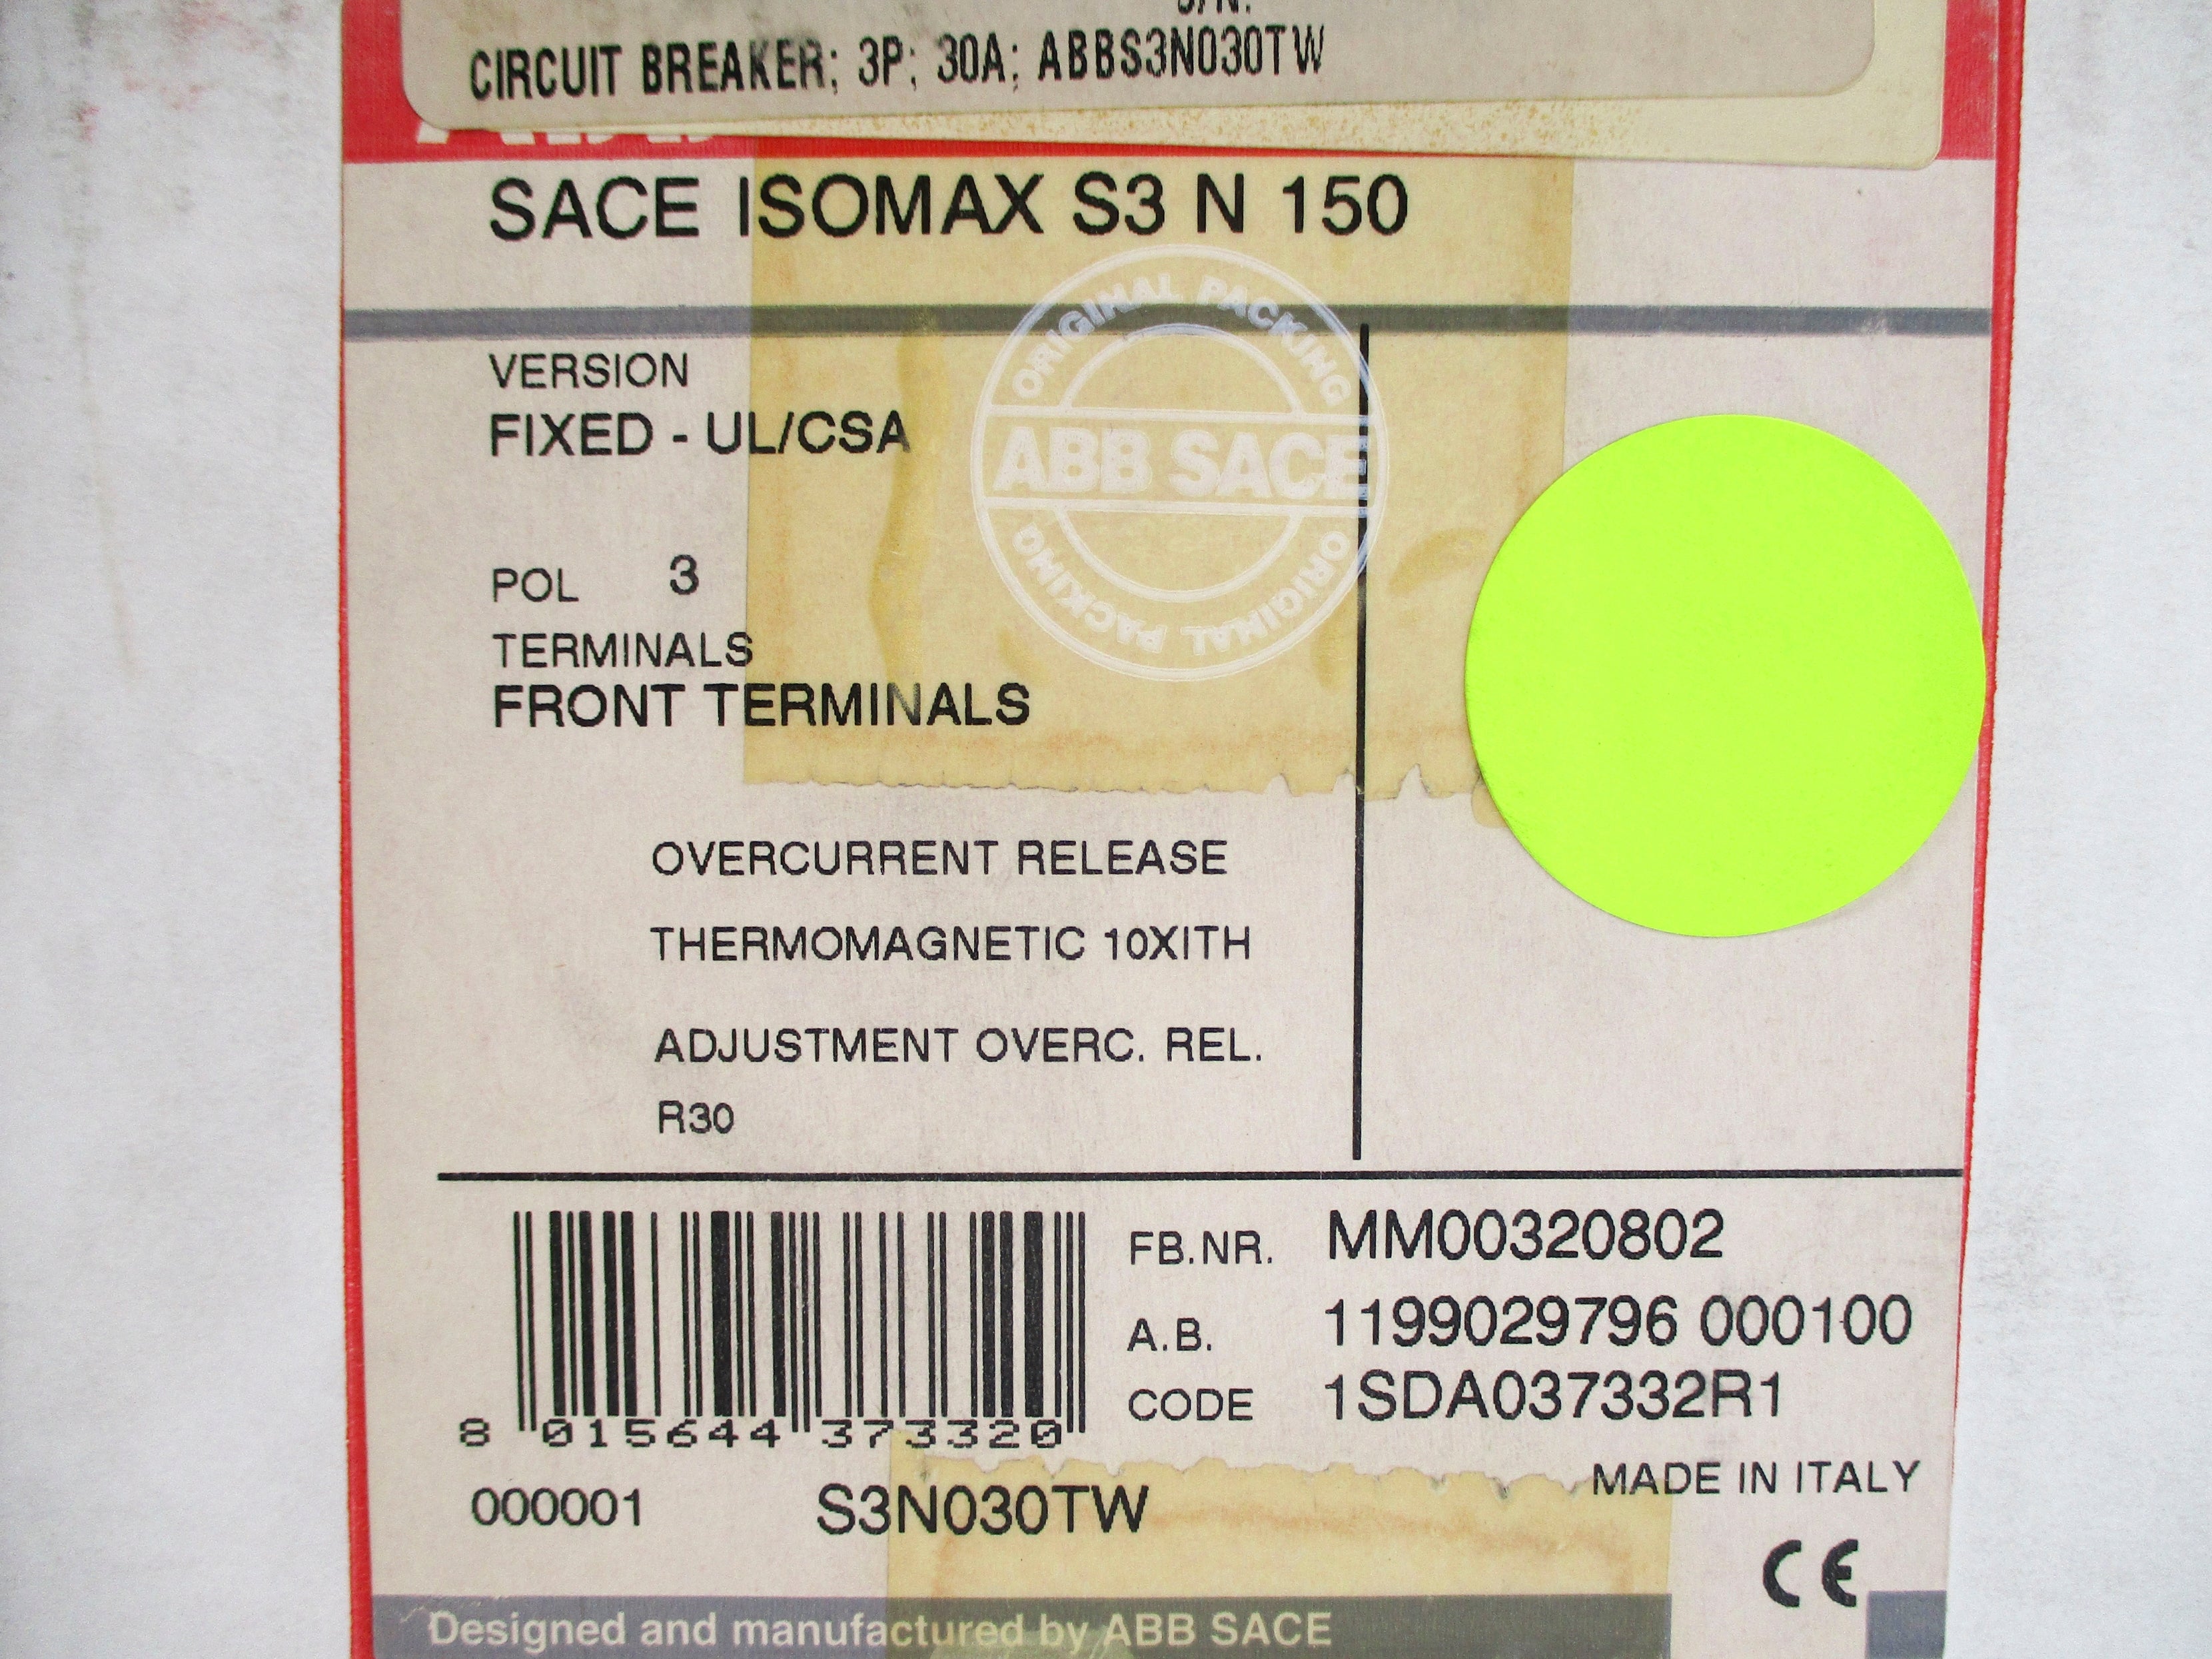 S/N:
CIRCUIT BREAKER; 3P; 30A; ABBS3N030TW
SACE ISOMAX S3 N 150
ORIGINAL PACKING
ABB SACE
ORIGINAL PACKING
VERSION
FIXED - UL/CSA
POL 3
TERMINALS
FRONT TERMINALS
OVERCURRENT RELEASE
THERMOMAGNETIC 10XITH
ADJUSTMENT OVERC. REL.
R30
FB.NR. MM00320802
A.B. 1199029796 000100
CODE 1SDA037332R1
8 015644 373320
MADE IN ITALY
000001 S3N030TW
CE
Designed and manufactured by ABB SACE